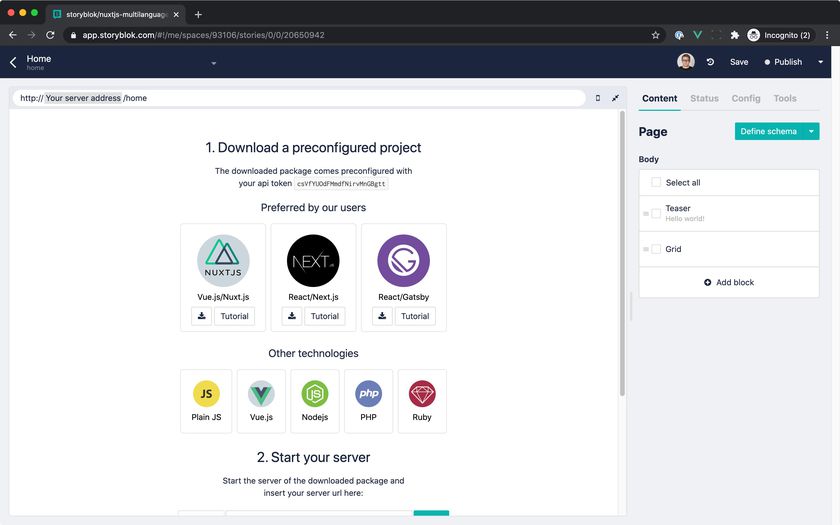 storyblok/nuxtjs-multilanguage
app.storyblok.com/#!/me/spaces/93106/stories/0/0/20650942
Incognito (2)
Home
home
Save
Publish
http:// Your server address /home
Content Status Config Tools
Page
Define schema
Body
Select all
Teaser
Hello world!
Grid
Add block
1. Download a preconfigured project
The downloaded package comes preconfigured with
your api token csVfYUOdFMmdfNirvMnGBgtt
Preferred by our users
NUXTJS
NEXT.JS
Vue.js/Nuxt.js
React/Next.js
React/Gatsby
Tutorial
Tutorial
Tutorial
Other technologies
JS
JS
php
Plain JS
Vue.js
Nodejs
PHP
Ruby
2. Start your server
Start the server of the downloaded package and
insert your server url here: